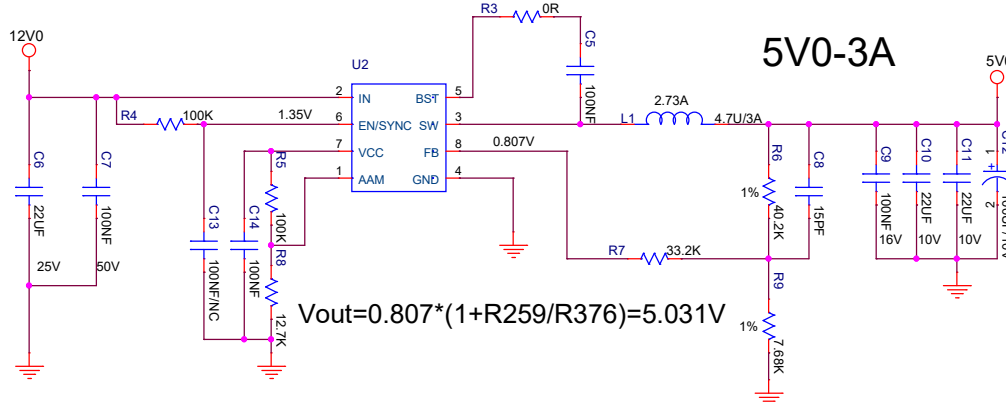 12V0
C6
22UF
25V
C7
100NF
50V
R4
100K
1.35V
C13
100NF/NC
C14
100NF
R5
100K
R8
12.7K
U2
2 IN BST 5
6 EN/SYNC SW 3
7 VCC FB 8
1 AAM GND 4
R3
0R
C5
100NF
L1
2.73A
4.7U/3A
0.807V
R7
33.2K
R6
1%
40.2K
C8
15PF
R9
1%
7.68K
C9
100NF
16V
C10
22UF
10V
C11
22UF
10V
1
+
2
5V0-3A
Vout=0.807*(1+R259/R376)=5.031V